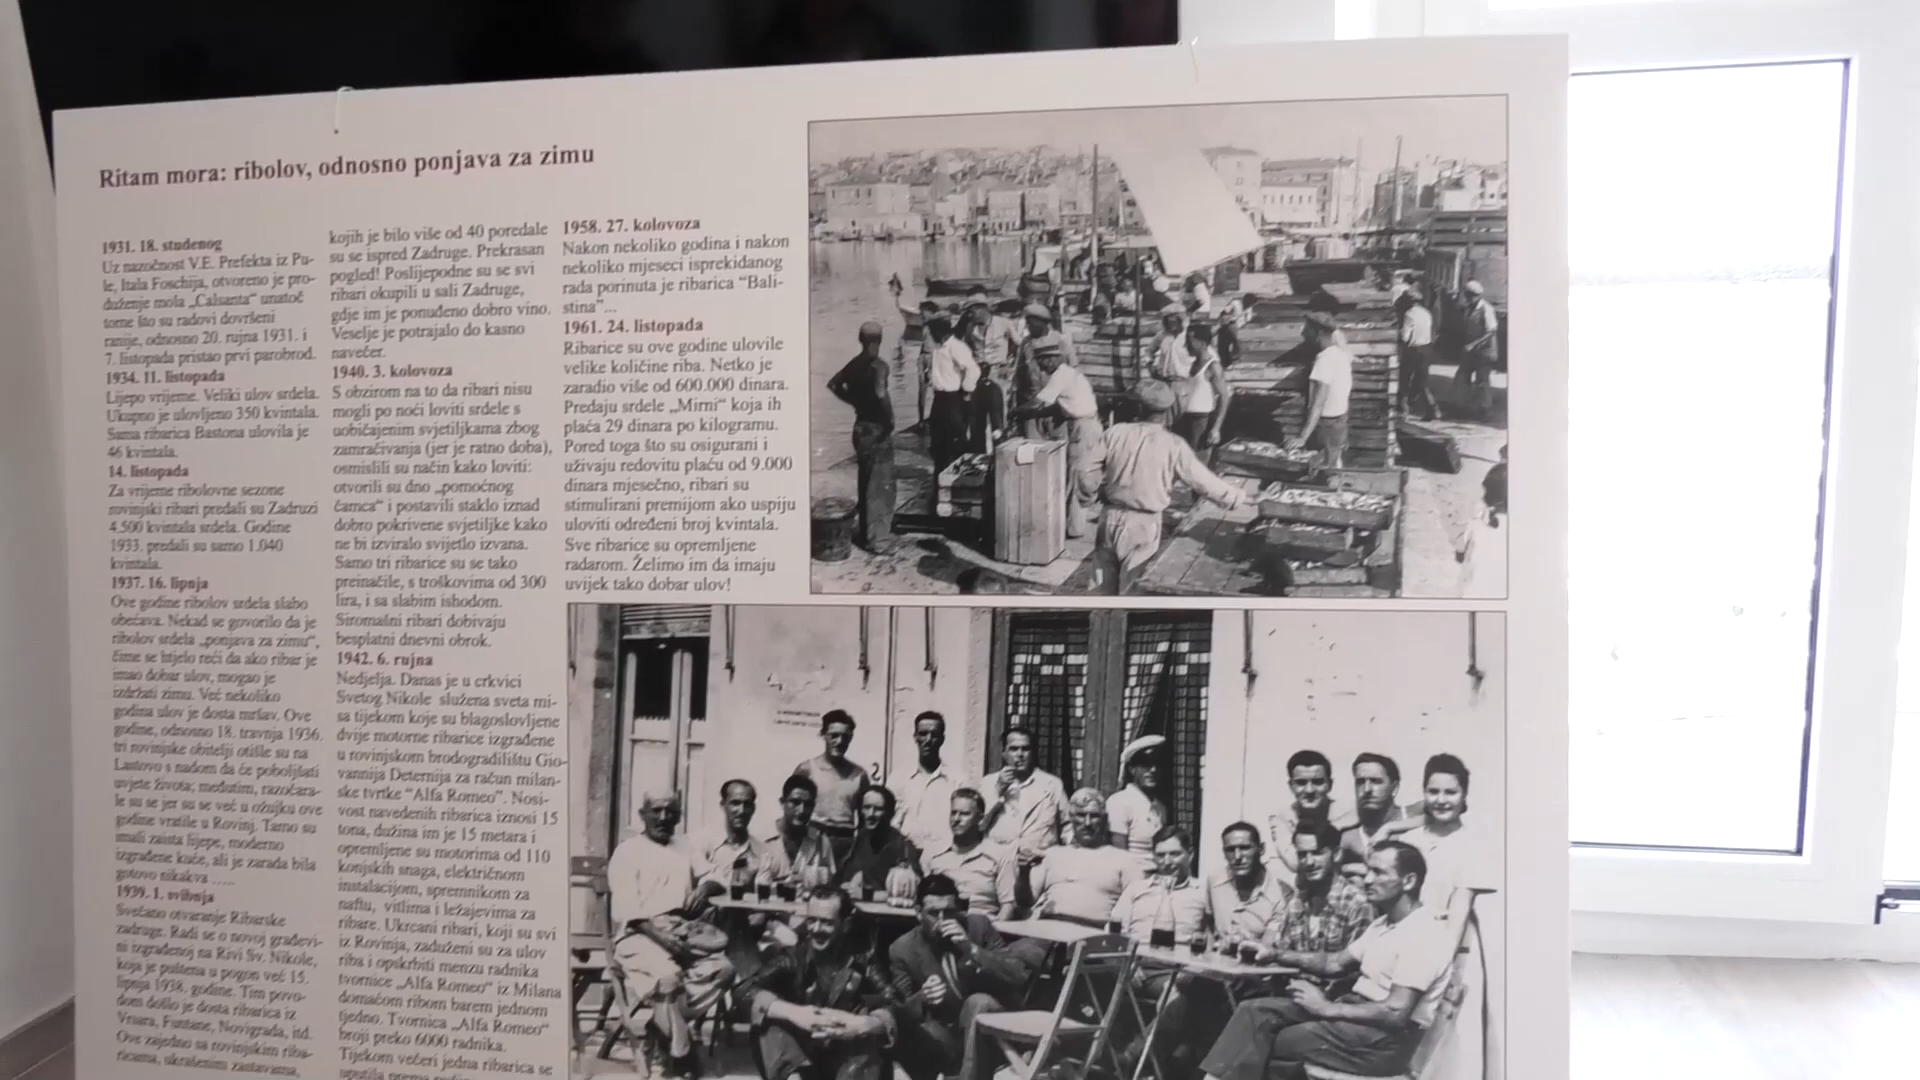 Ritam mora: ribolov, odnosno ponjava za zimu
1931. 18. studenog
Uz nazočnost V.E. Prefekta iz Pu-
le, Itala Foschija, otvoreno je pro-
duženje mola „Calsanta“ unatoč
tome što su radovi dovršeni
ranije, odnosno 20. rujna 1931. i
7. listopada pristao prvi parobrod.
1934. 11. listopada
Lijepo vrijeme. Veliki ulov srdela.
Ukupno je ulovljeno 350 kvintala.
Sama ribarica Bastona ulovila je
46 kvintala.
14. listopada
Za vrijeme ribolovne sezone
rovinjski ribari predali su Zadruzi
4.500 kvintala srdela. Godine
1933. predali su samo 1.040
kvintala.
1937. 16. lipnja
Ove godine ribolov srdela slabo
obećava. Nekad se govorilo da je
ribolov srdela „ponjava za zimu“,
čime se htjelo reći da ako ribar je
imao dobar ulov, mogao je
izdržati zimu. Već nekoliko
godina ulov je dosta mršav. Ove
godine, odnosno 18. travnja 1936.
tri rovinjske obitelji otišle su na
Lastovo s nadom da će poboljšati
uvjete života; međutim, razočara-
le su se jer su se već u ožujku ove
godine vratile u Rovinj. Tamo su
imali zaista lijepe, moderno
izgrađene kuće, ali je zarada bila
gotovo nikakva .....
1939. 1. svibnja
Svečano otvaranje Ribarske
zadruge. Radi se o novoj građevi-
ni izgrađenoj na Rivi Sv. Nikole,
koja je puštena u pogon već 15.
lipnja 1938. godine. Tim povo-
dom došlo je dosta ribarica iz
Vrsara, Funtane, Novigrada, itd.
Ove zajedno sa rovinjskim riba-
ricama, ukrašenim zastavama,
kojih je bilo više od 40 poredale
su se ispred Zadruge. Prekrasan
pogled! Poslijepodne su se svi
ribari okupili u sali Zadruge,
gdje im je ponuđeno dobro vino.
Veselje je potrajalo do kasno
navečer.
1940. 3. kolovoza
S obzirom na to da ribari nisu
mogli po noći loviti srdele s
uobičajenim svjetiljkama zbog
zamračivanja (jer je ratno doba),
osmislili su način kako loviti:
otvorili su dno „pomoćnog
čamca“ i postavili staklo iznad
dobro pokrivene svjetiljke kako
ne bi izviralo svijetlo izvana.
Samo tri ribarice su se tako
preinačile, s troškovima od 300
lira, i sa slabim ishodom.
Siromašni ribari dobivaju
besplatni dnevni obrok.
1942. 6. rujna
Nedjelja. Danas je u crkvici
Svetog Nikole služena sveta mi-
sa tijekom koje su blagoslovljene
dvije motorne ribarice izgrađene
u rovinjskom brodogradilištu Gio-
vannija Deternija za račun milan-
ske tvrtke “Alfa Romeo”. Nosi-
vost navedenih ribarica iznosi 15
tona, dužina im je 15 metara i
opremljene su motorima od 110
konjskih snaga, električnom
instalacijom, spremnikom za
naftu, vitlima i ležajevima za
ribare. Ukrcani ribari, koji su svi
iz Rovinja, zaduženi su za ulov
riba i opskrbiti menzu radnika
tvornice „Alfa Romeo“ iz Milana
domaćom ribom barem jednom
tjedno. Tvornica „Alfa Romeo“
broji preko 6000 radnika.
Tijekom večeri jedna ribarica se
uputila prema
1958. 27. kolovoza
Nakon nekoliko godina i nakon
nekoliko mjeseci isprekidanog
rada porinuta je ribarica “Bali-
stina”...
1961. 24. listopada
Ribarice su ove godine ulovile
velike količine riba. Netko je
zaradio više od 600.000 dinara.
Predaju srdele „Mirni“ koja ih
plaća 29 dinara po kilogramu.
Pored toga što su osigurani i
uživaju redovitu plaću od 9.000
dinara mjesečno, ribari su
stimulirani premijom ako uspiju
uloviti određeni broj kvintala.
Sve ribarice su opremljene
radarom. Želimo im da imaju
uvijek tako dobar ulov!